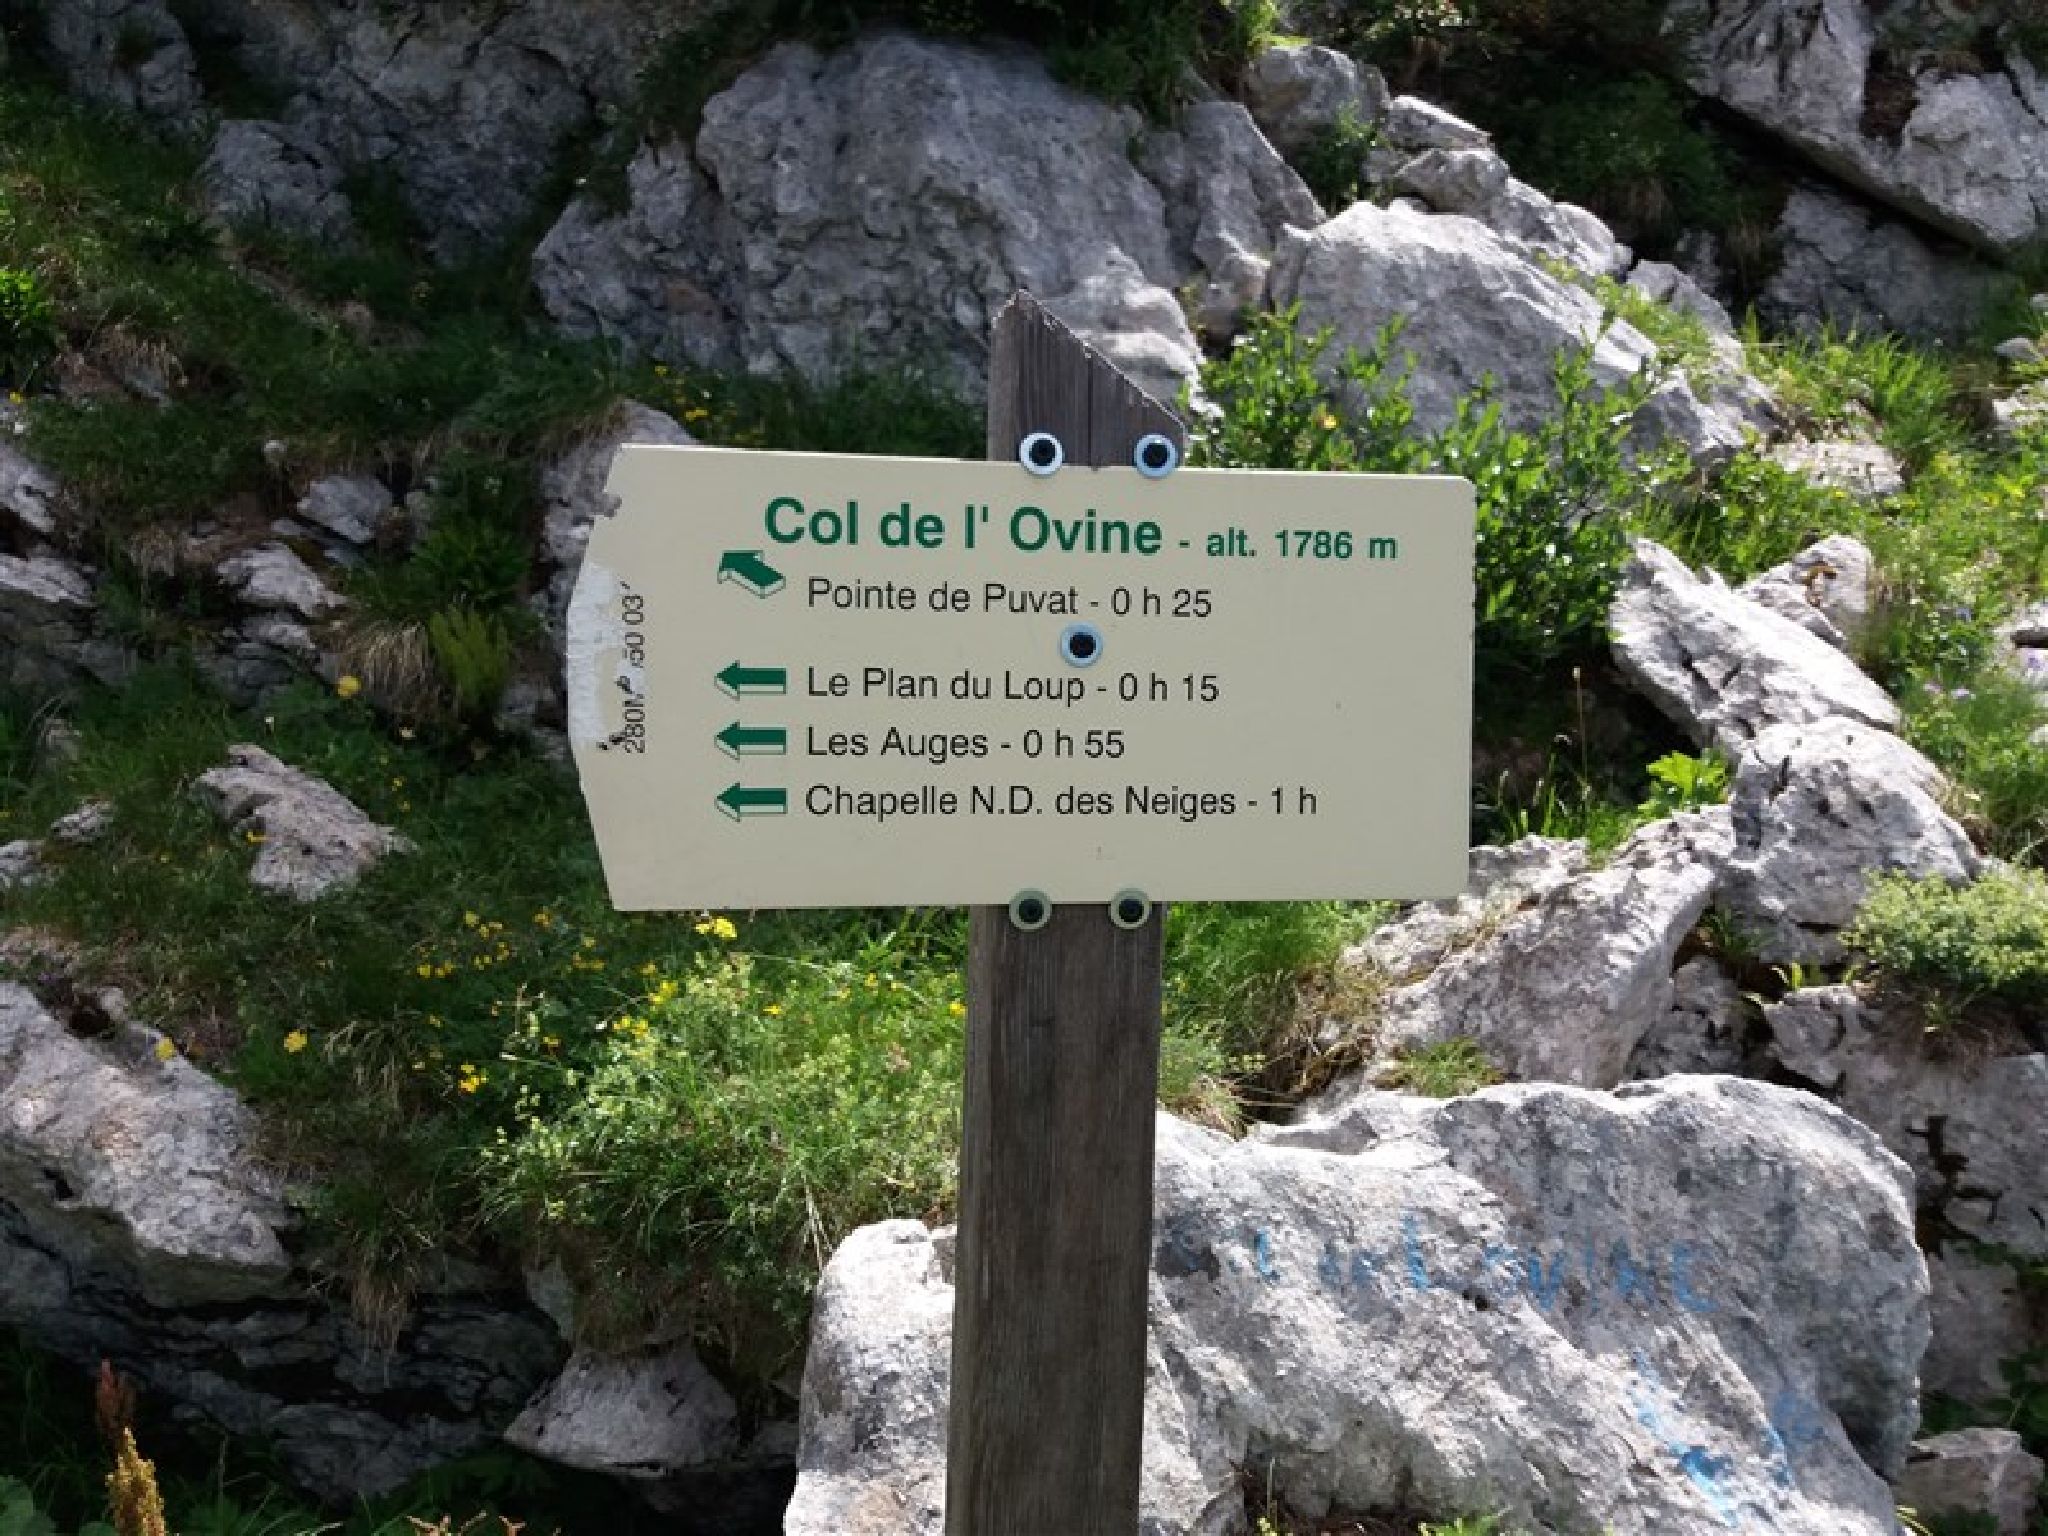 Col de l' Ovine - alt. 1786 m
Pointe de Puvat - 0 h 25
Le Plan du Loup - 0 h 15
Les Auges - 0 h 55
Chapelle N.D. des Neiges - 1 h